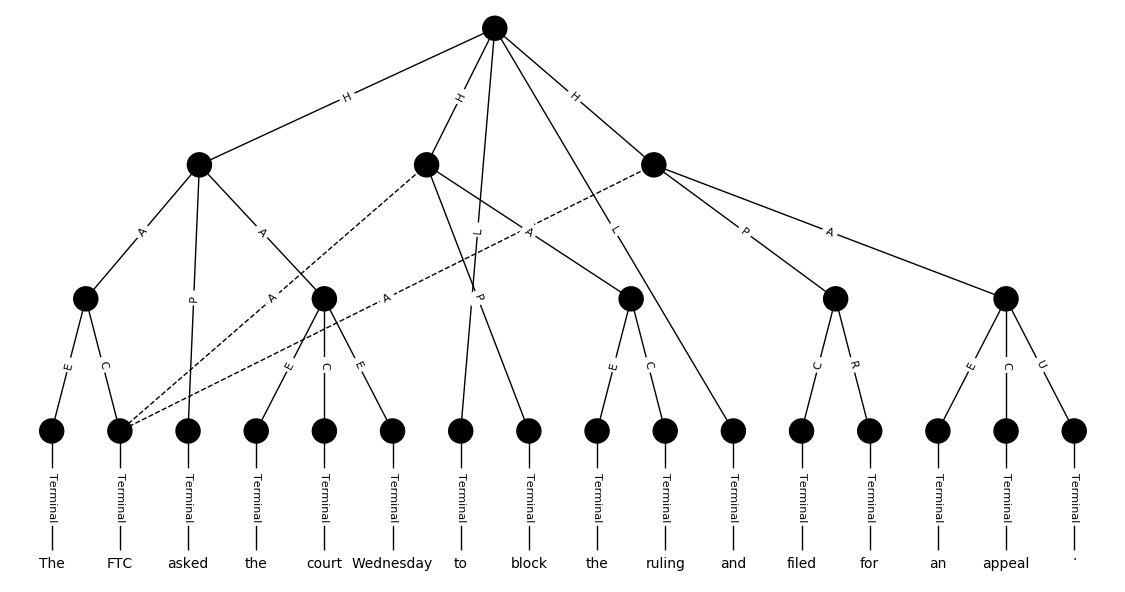 H H H
L L
A A P A A P A
P A A
E C E C E E C C R E C U
Terminal Terminal Terminal Terminal Terminal Terminal Terminal Terminal Terminal Terminal Terminal Terminal Terminal Terminal Terminal Terminal
The FTC asked the court Wednesday to block the ruling and filed for an appeal .